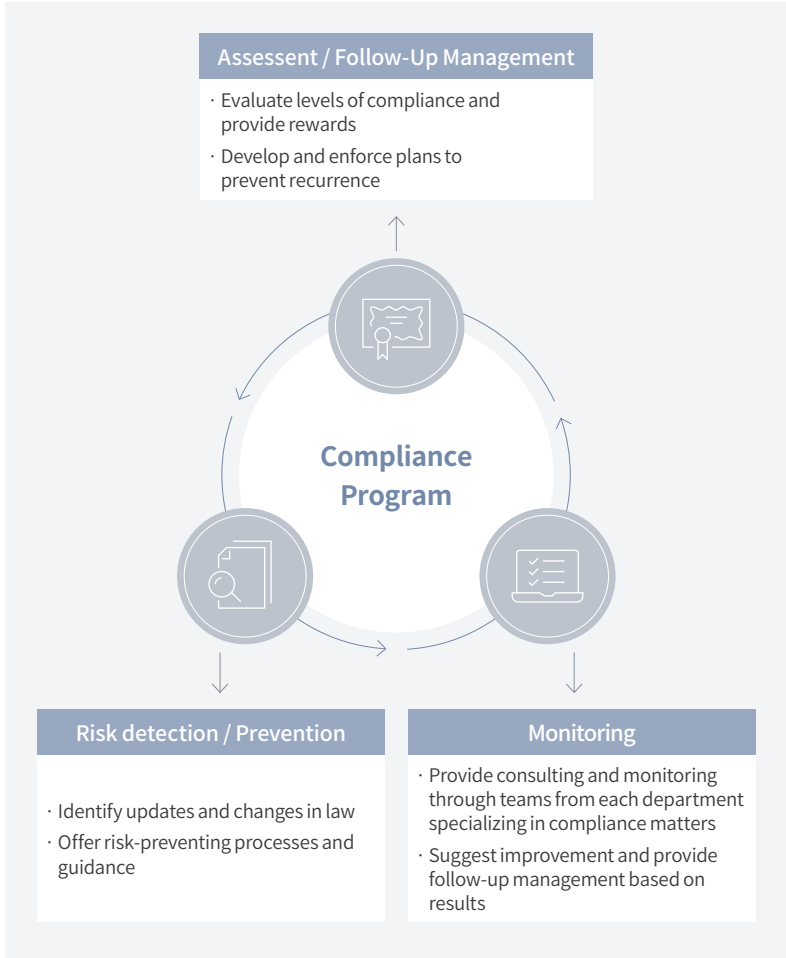 Assessent / Follow-Up Management
· Evaluate levels of compliance and
provide rewards
· Develop and enforce plans to
prevent recurrence
Compliance
Program
Risk detection / Prevention
· Identify updates and changes in law
· Offer risk-preventing processes and
guidance
Monitoring
· Provide consulting and monitoring
through teams from each department
specializing in compliance matters
· Suggest improvement and provide
follow-up management based on
results